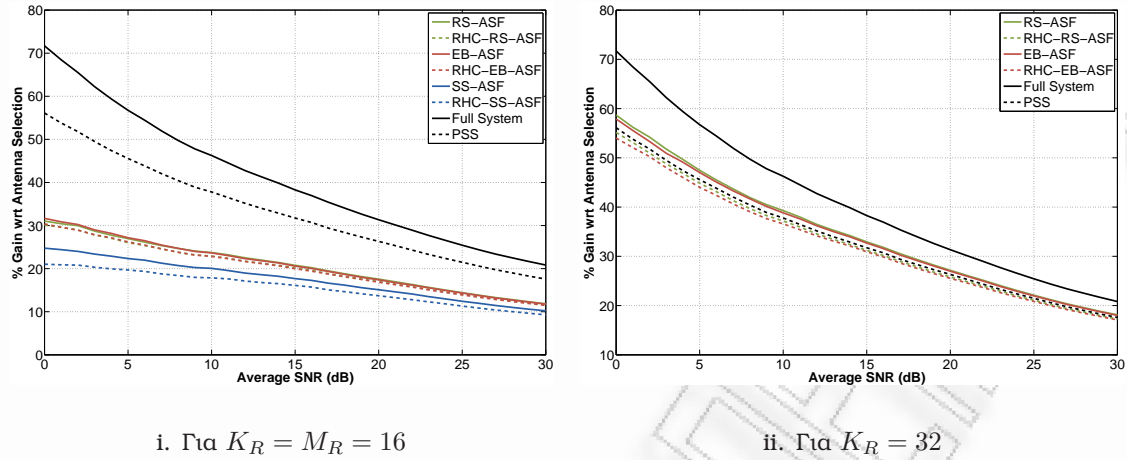 % Gain wrt Antenna Selection
80
70
60
50
40
30
20
10
0
0 5 10 15 20 25 30
Average SNR (dB)
RS−ASF
RHC−RS−ASF
EB−ASF
RHC−EB−ASF
SS−ASF
RHC−SS−ASF
Full System
PSS
i. Για K_R = M_R = 16
% Gain wrt Antenna Selection
80
70
60
50
40
30
20
10
0 5 10 15 20 25 30
Average SNR (dB)
RS−ASF
RHC−RS−ASF
EB−ASF
RHC−EB−ASF
Full System
PSS
ii. Για K_R = 32